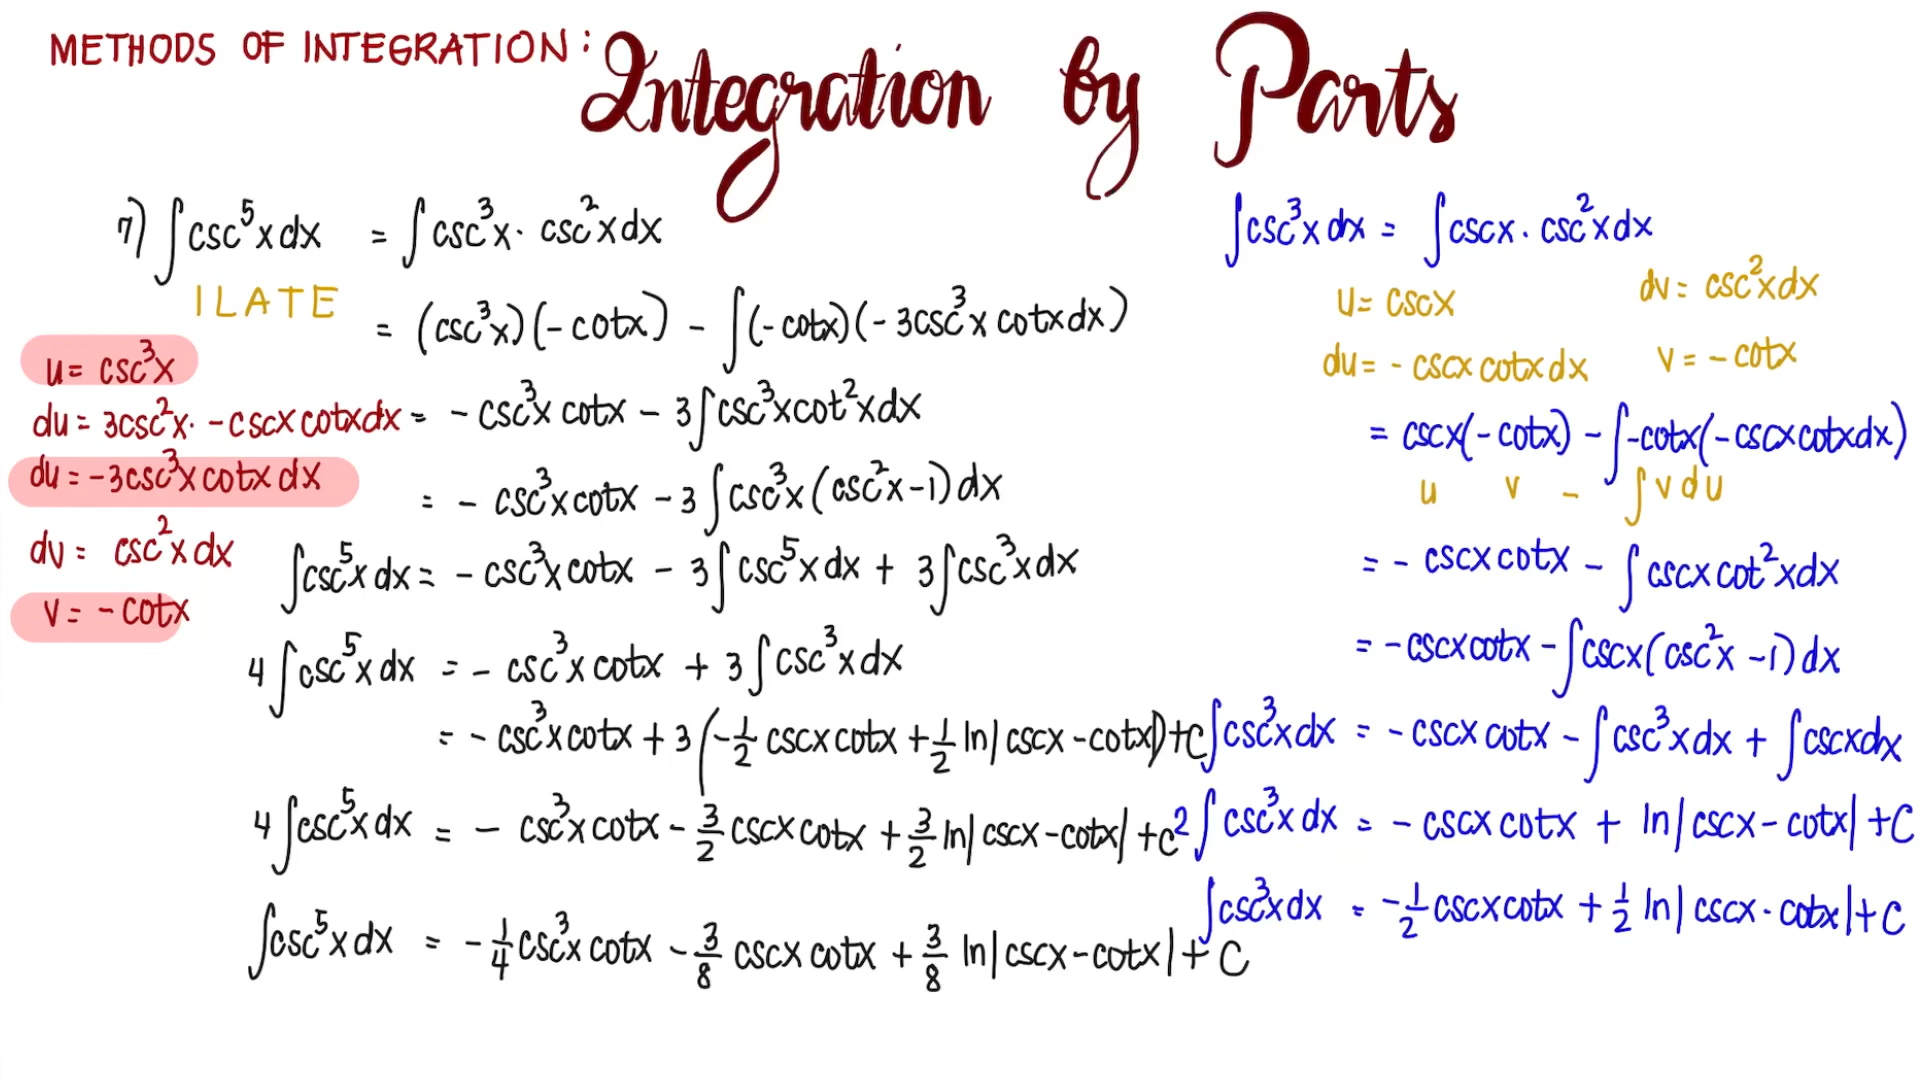 METHODS OF INTEGRATION: Integration by Parts
7) ∫csc⁵x dx = ∫csc³x · csc²x dx
ILATE
= (csc³x)(-cotx) - ∫(-cotx)(-3csc³x cotx dx)
u = csc³x
du = 3csc²x · -cscx cotx dx
= -csc³x cotx - 3∫csc³x cot²x dx
du = -3csc³x cotx dx
= -csc³x cotx - 3∫csc³x (csc²x-1) dx
dv = csc²x dx
v = -cotx
∫csc⁵x dx = -csc³x cotx - 3∫csc⁵x dx + 3∫csc³x dx
4∫csc⁵x dx = -csc³x cotx + 3∫csc³x dx
= -csc³x cotx + 3(-1/2 cscx cotx + 1/2 ln|cscx-cotx|) + C
4∫csc⁵x dx = -csc³x cotx - 3/2 cscx cotx + 3/2 ln|cscx-cotx| + C
∫csc⁵x dx = -1/4 csc³x cotx - 3/8 cscx cotx + 3/8 ln|cscx-cotx| + C
∫csc³x dx = ∫cscx · csc²x dx
u = cscx dv = csc²x dx
du = -cscx cotx dx v = -cotx
= cscx(-cotx) - ∫-cotx(-cscx cotx dx)
u v - ∫v du
= -cscx cotx - ∫cscx cot²x dx
= -cscx cotx - ∫cscx(csc²x -1) dx
∫csc³x dx = -cscx cotx - ∫csc³x dx + ∫cscx dx
2∫csc³x dx = -cscx cotx + ln|cscx-cotx| + C
∫csc³x dx = -1/2 cscx cotx + 1/2 ln|cscx-cotx| + C